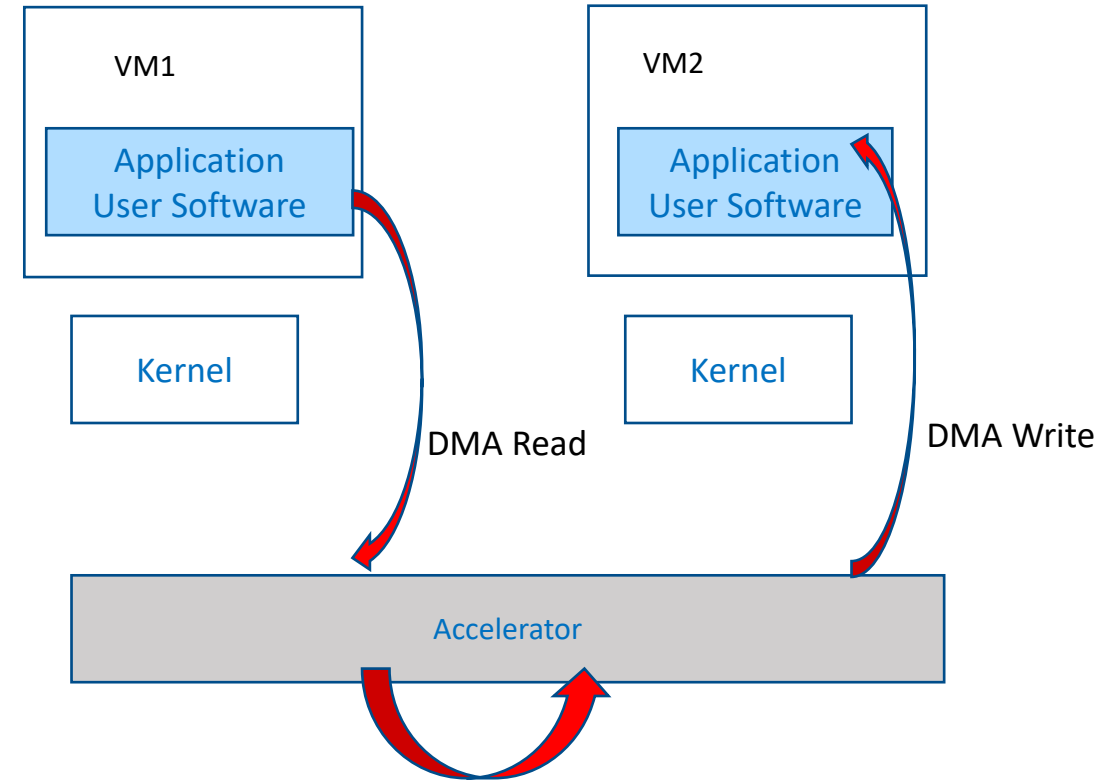 VM1
Application
User Software
Kernel
DMA Read
VM2
Application
User Software
Kernel
DMA Write
Accelerator